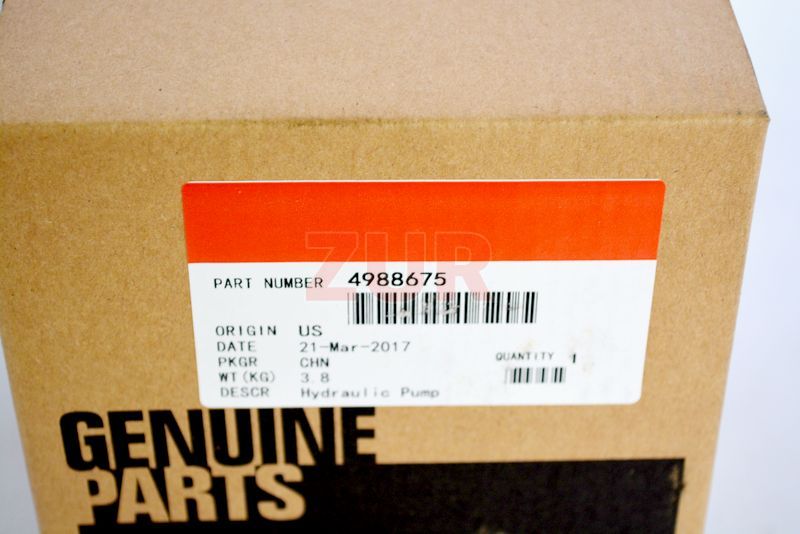 ZUR
PART NUMBER 4988675
ORIGIN US
DATE 21-Mar-2017
PKGR CHN
WT(KG) 3.8
DESCR Hydraulic Pump
QUANTITY 1
GENUINE
PARTS